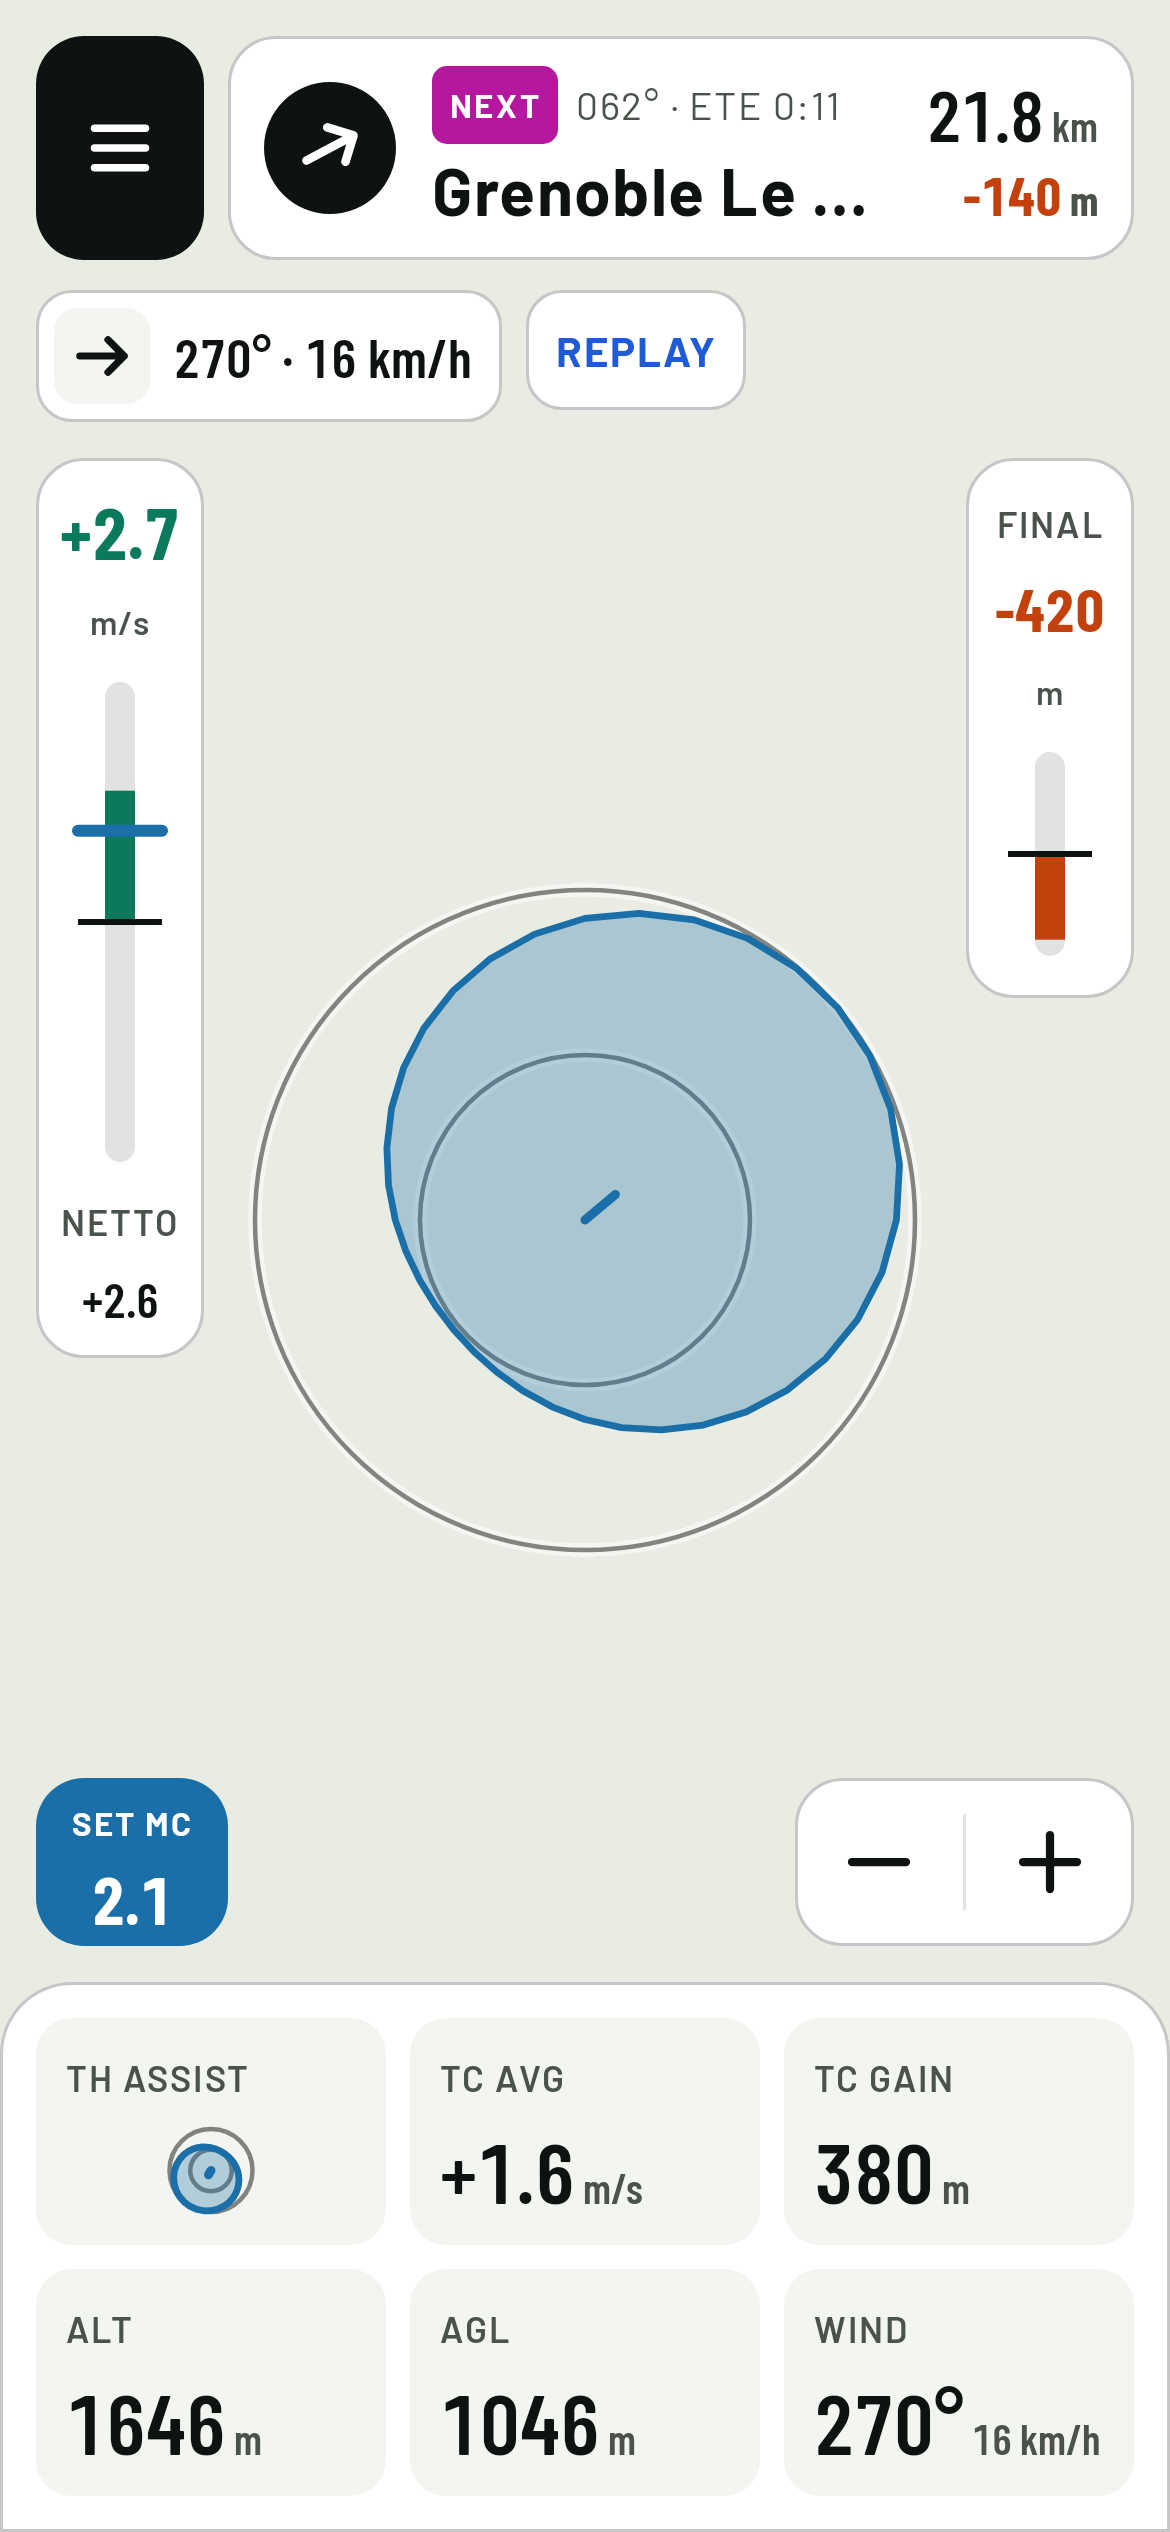 NEXT 062° · ETE 0:11
21.8 km
Grenoble Le ...
-140 m
270° · 16 km/h
REPLAY
+2.7
m/s
NETTO
+2.6
FINAL
-420
m
SET MC
2.1
TH ASSIST
TC AVG
+1.6 m/s
TC GAIN
380 m
ALT
1646 m
AGL
1046 m
WIND
270° 16 km/h